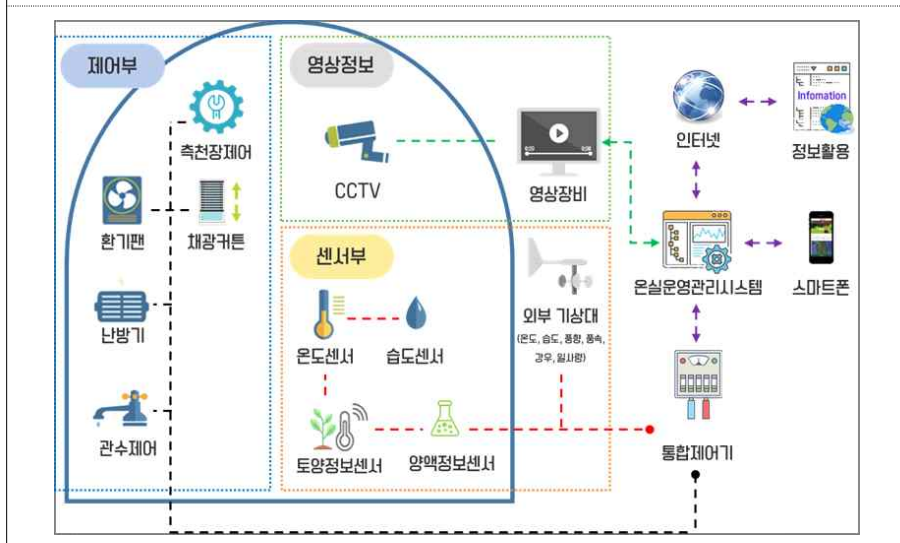 제어부
측천장제어
환기팬
채광커튼
난방기
관수제어
영상정보
CCTV
영상장비
센서부
온도센서
습도센서
외부 기상대
(온도, 습도, 풍향, 풍속,
강우, 일사량)
토양정보센서
양액정보센서
인터넷
Infomation
정보활용
온실운영관리시스템
스마트폰
통합제어기